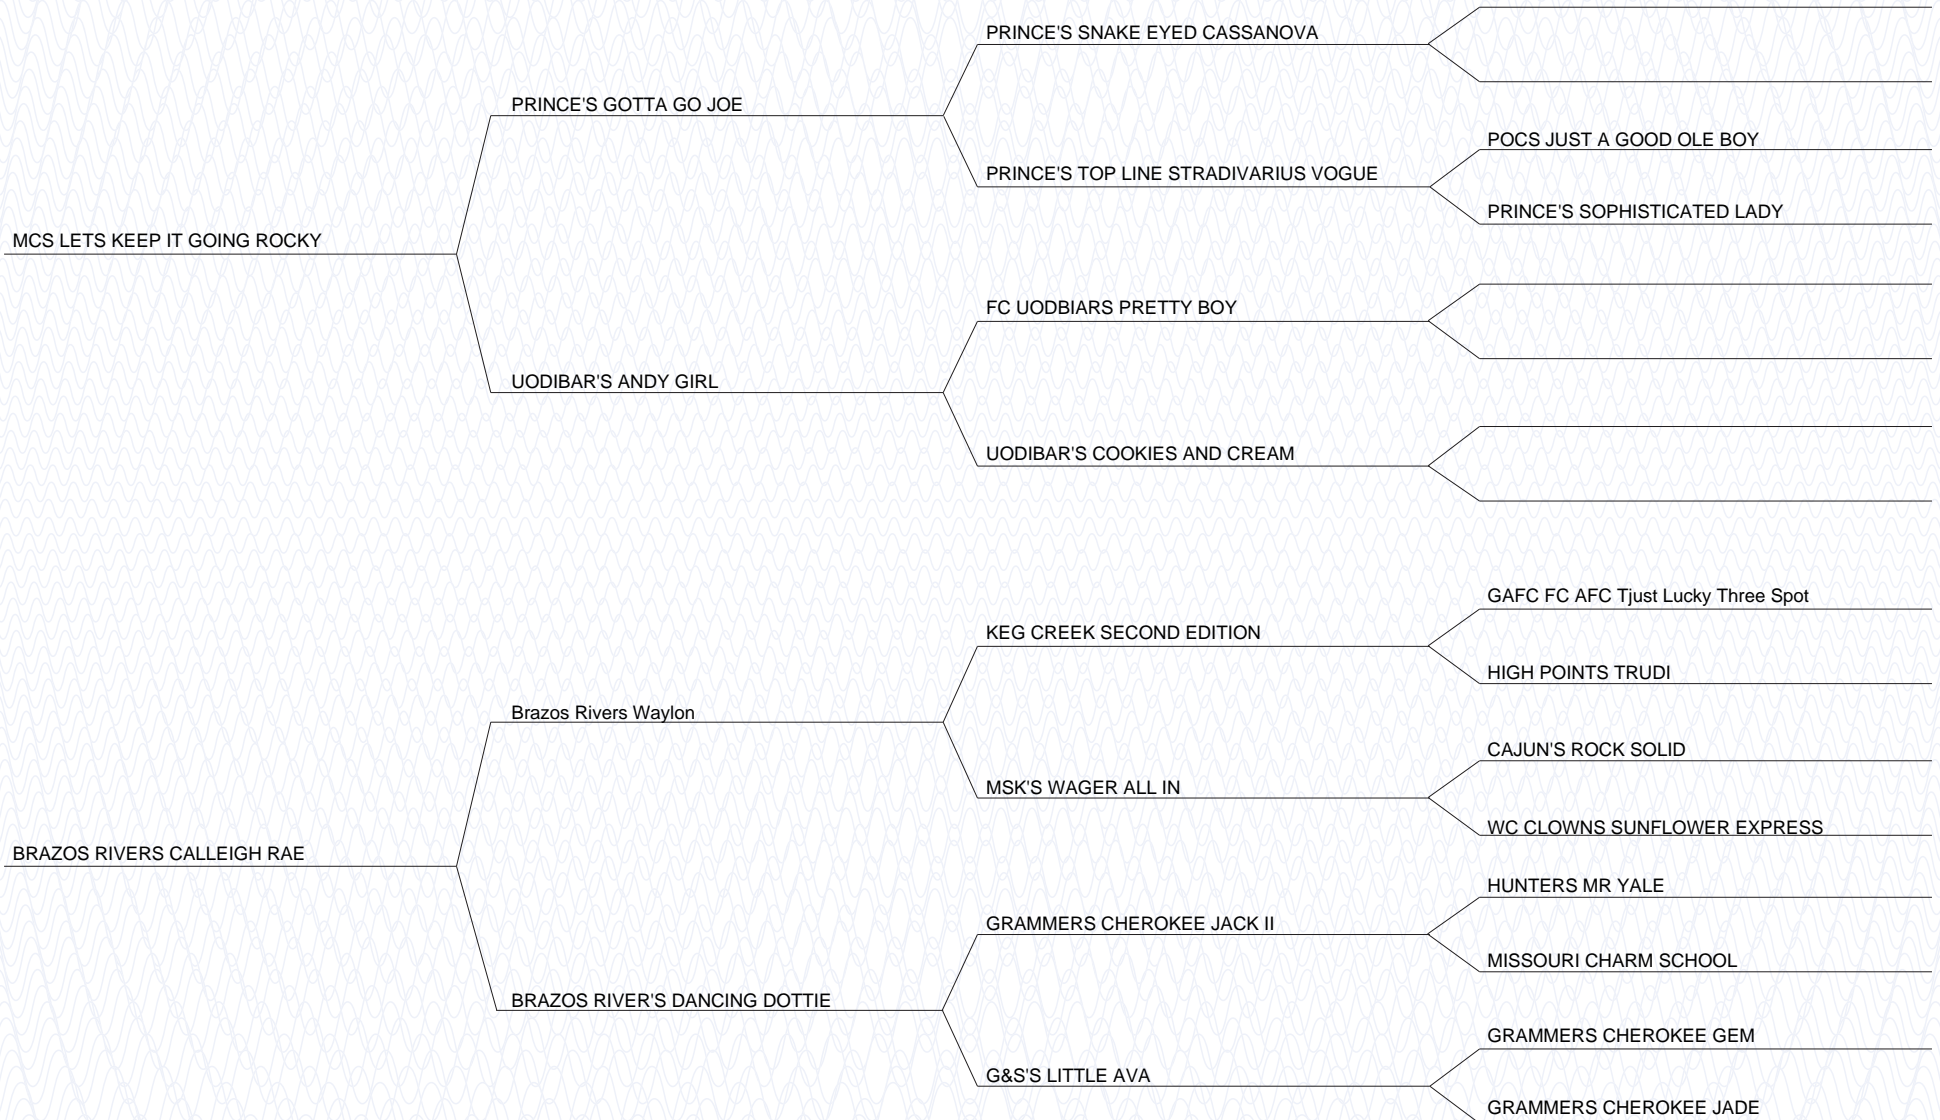 PRINCE'S SNAKE EYED CASSANOVA
PRINCE'S GOTTA GO JOE
POCS JUST A GOOD OLE BOY
PRINCE'S TOP LINE STRADIVARIUS VOGUE
PRINCE'S SOPHISTICATED LADY
MCS LETS KEEP IT GOING ROCKY
FC UODBIARS PRETTY BOY
UODIBAR'S ANDY GIRL
UODIBAR'S COOKIES AND CREAM
GAFC FC AFC Tjust Lucky Three Spot
KEG CREEK SECOND EDITION
HIGH POINTS TRUDI
Brazos Rivers Waylon
CAJUN'S ROCK SOLID
MSK'S WAGER ALL IN
WC CLOWNS SUNFLOWER EXPRESS
BRAZOS RIVERS CALLEIGH RAE
HUNTERS MR YALE
GRAMMERS CHEROKEE JACK II
MISSOURI CHARM SCHOOL
BRAZOS RIVER'S DANCING DOTTIE
GRAMMERS CHEROKEE GEM
G&S'S LITTLE AVA
GRAMMERS CHEROKEE JADE